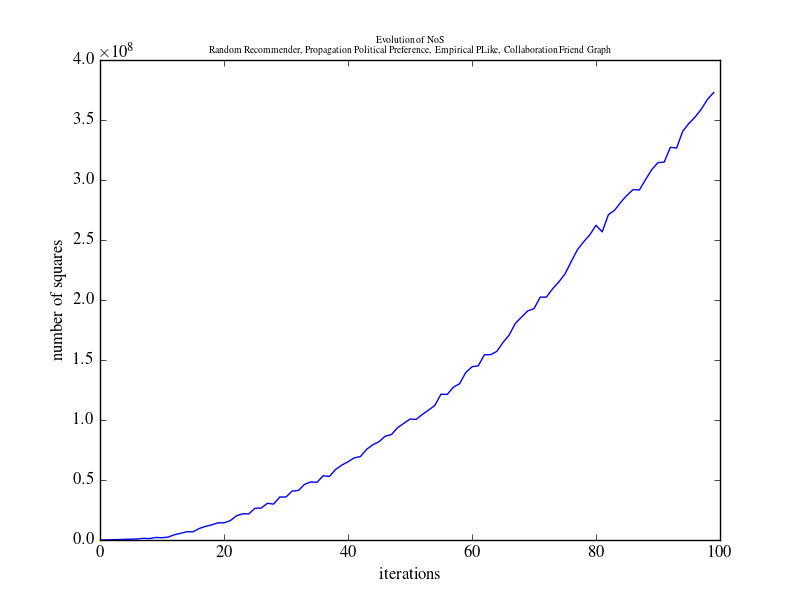 Evolution of NoS
Random Recommender, Propagation Political Preference, Empirical PLike, Collaboration Friend Graph
4.0 ×10⁸
3.5
3.0
2.5
2.0
1.5
1.0
0.5
0.0
number of squares
0 20 40 60 80 100
iterations